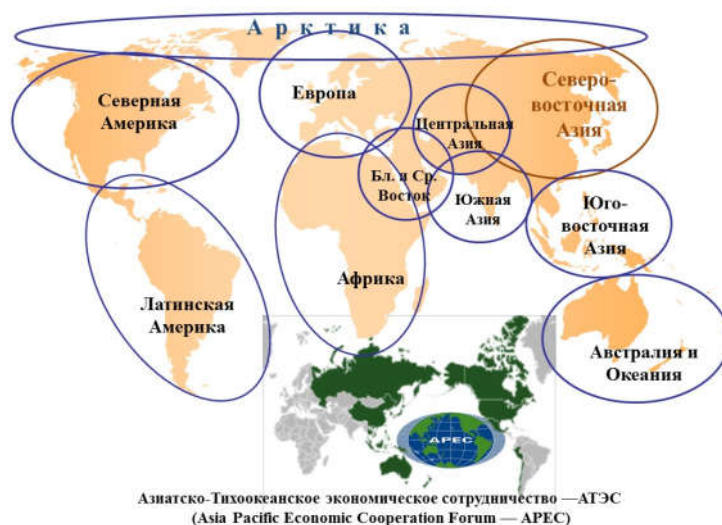 Арктика
Северная
Америка
Европа
Северо-
восточная
Азия
Центральная
Азия
Бл. и Ср.
Восток
Южная
Азия
Юго-
восточная
Азия
Африка
Латинская
Америка
Австралия и
Океания
APEC
Азиатско-Тихоокеанское экономическое сотрудничество —АТЭС
(Asia Pacific Economic Cooperation Forum — APEC)